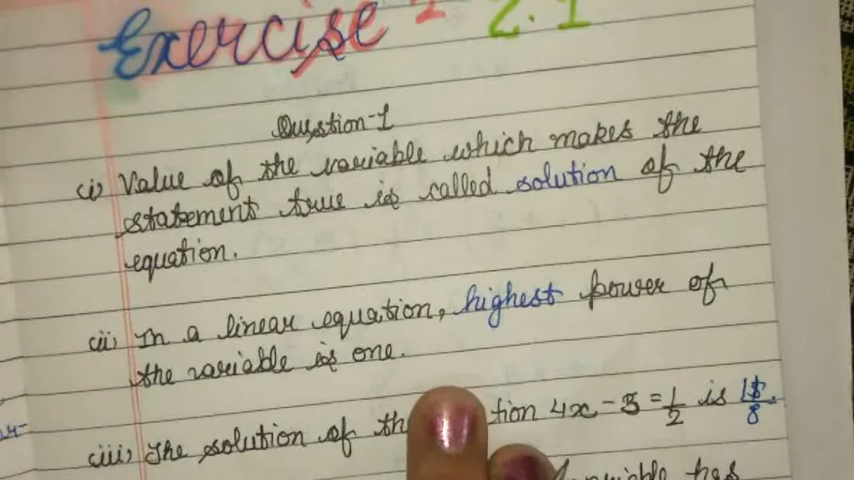 Exercise - 2.1
Question-1
(i) Value of the variable which makes the
statement true is called solution of the
equation.
(ii) In a linear equation, highest power of
the variable is one.
(iii) The solution of th tion 4x - 3 = 1/2 is
variable has